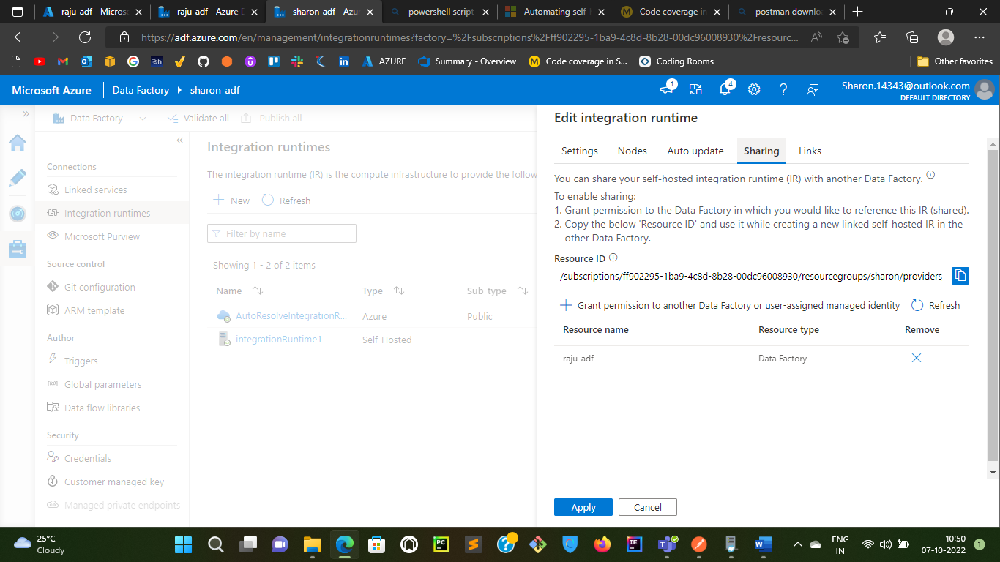 raju-adf - Microsc
raju-adf - Azure D
sharon-adf - Azur
powershell script
Automating self-h
Code coverage in
postman downloa
https://adf.azure.com/en/management/integrationruntimes?factory=%2Fsubscriptions%2Fff902295-1ba9-4c8d-8b28-00dc96008930%2Fresourc...
AZURE
Summary - Overview
Code coverage in S...
Coding Rooms
Other favorites
Microsoft Azure
Data Factory
sharon-adf
1
4
Sharon.14343@outlook.com
DEFAULT DIRECTORY
Data Factory
Validate all
Publish all
Connections
Linked services
Integration runtimes
Microsoft Purview
Source control
Git configuration
ARM template
Author
Triggers
Global parameters
Data flow libraries
Security
Credentials
Customer managed key
Managed private endpoints
Integration runtimes
The integration runtime (IR) is the compute infrastructure to provide the follow
New
Refresh
Filter by name
Showing 1 - 2 of 2 items
Name Type Sub-type
AutoResolveIntegrationR... Azure Public
integrationRuntime1 Self-Hosted ---
Edit integration runtime
Settings Nodes Auto update Sharing Links
You can share your self-hosted integration runtime (IR) with another Data Factory.
To enable sharing:
1. Grant permission to the Data Factory in which you would like to reference this IR (shared).
2. Copy the below 'Resource ID' and use it while creating a new linked self-hosted IR in the
other Data Factory.
Resource ID
/subscriptions/ff902295-1ba9-4c8d-8b28-00dc96008930/resourcegroups/sharon/providers
Grant permission to another Data Factory or user-assigned managed identity
Refresh
Resource name Resource type Remove
raju-adf Data Factory
Apply
Cancel
25°C
Cloudy
ENG
IN
10:50
07-10-2022
1